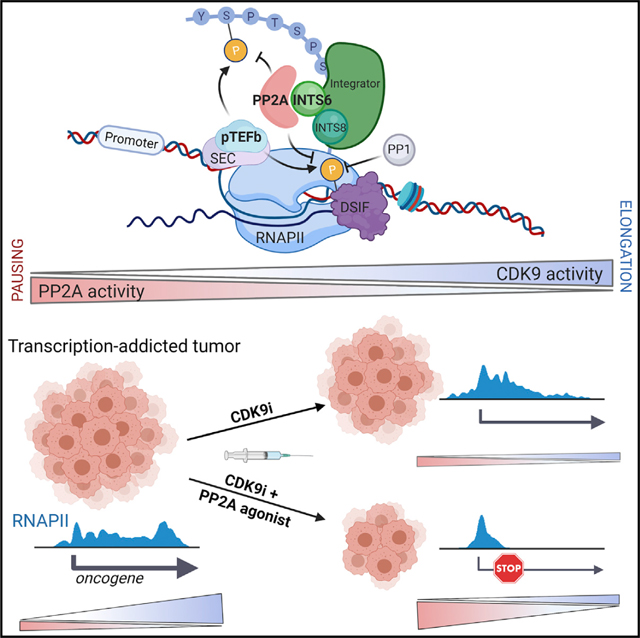 Y S P T S P S
P
PP2A
INTS6
Integrator
INTS8
Promoter
pTEFb
SEC
P
PP1
DSIF
RNAPII
PAUSING
ELONGATION
CDK9 activity
PP2A activity
Transcription-addicted tumor
CDK9i
CDK9i +
PP2A agonist
RNAPII
oncogene
STOP